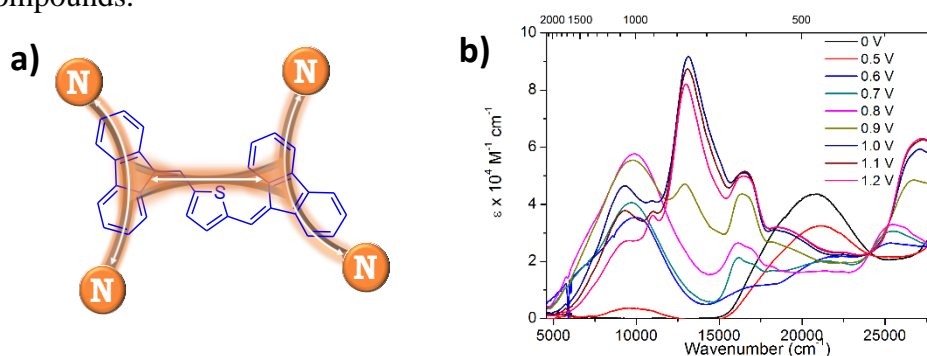 ompounds.
a)
N
N
N
N
S
b)
2000 1500 1000 500
10
8
6
4
2
0
ε x 10⁴ M⁻¹ cm⁻¹
0 V
0.5 V
0.6 V
0.7 V
0.8 V
0.9 V
1.0 V
1.1 V
1.2 V
5000 10000 15000 20000 25000
Wavenumber (cm⁻¹)